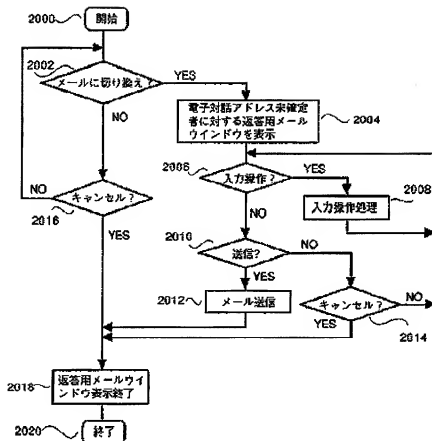 2000
開始
2002
メールに切り換え?
YES
NO
電子対話アドレス未確定
者に対する返答用メール
ウインドウを表示
2004
2006
入力操作?
YES
NO
入力操作処理
2008
NO
キャンセル?
2016
YES
2010
送信?
NO
YES
2012
メール送信
キャンセル?
NO
YES
2014
2018
返答用メールウイ
ンドウ表示終了
2020
終了